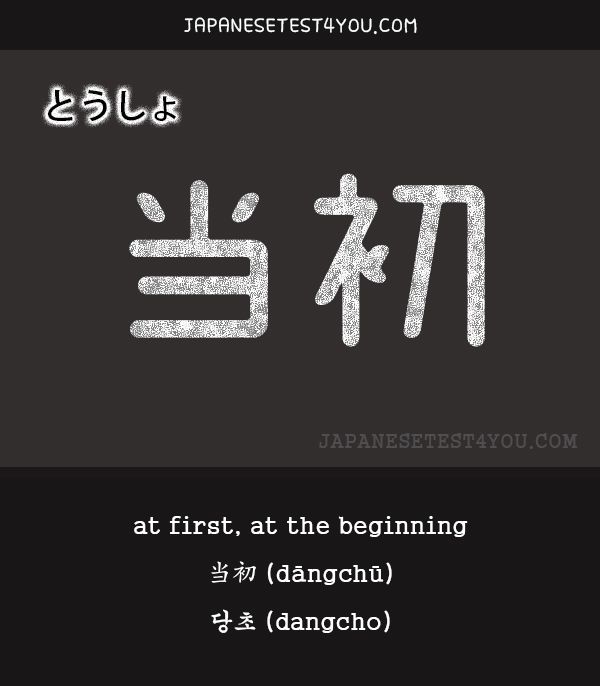 JAPANESETEST4YOU.COM
とうしょ
当初
JAPANESETEST4YOU.COM
at first, at the beginning
当初 (dāngchū)
당초 (dangcho)